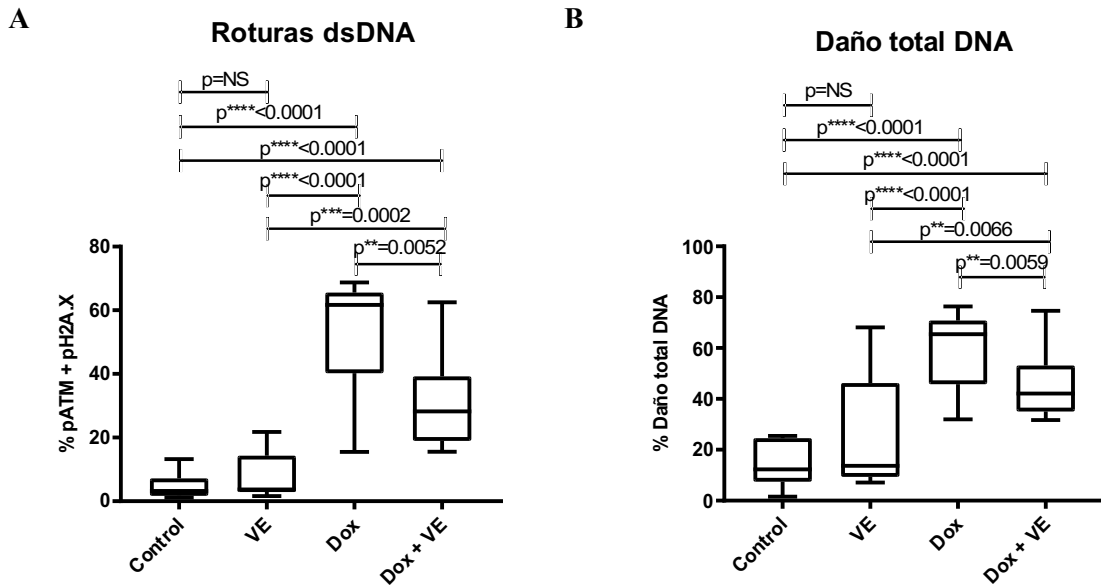 A
Roturas dsDNA
p=NS
p****<0.0001
p****<0.0001
p****<0.0001
p***=0.0002
p**=0.0052
80
60
40
20
0
% pATM + pH2A.X
Control
VE
Dox
Dox + VE
B
Daño total DNA
p=NS
p****<0.0001
p****<0.0001
p****<0.0001
p**=0.0066
p**=0.0059
100
80
60
40
20
0
% Daño total DNA
Control
VE
Dox
Dox + VE